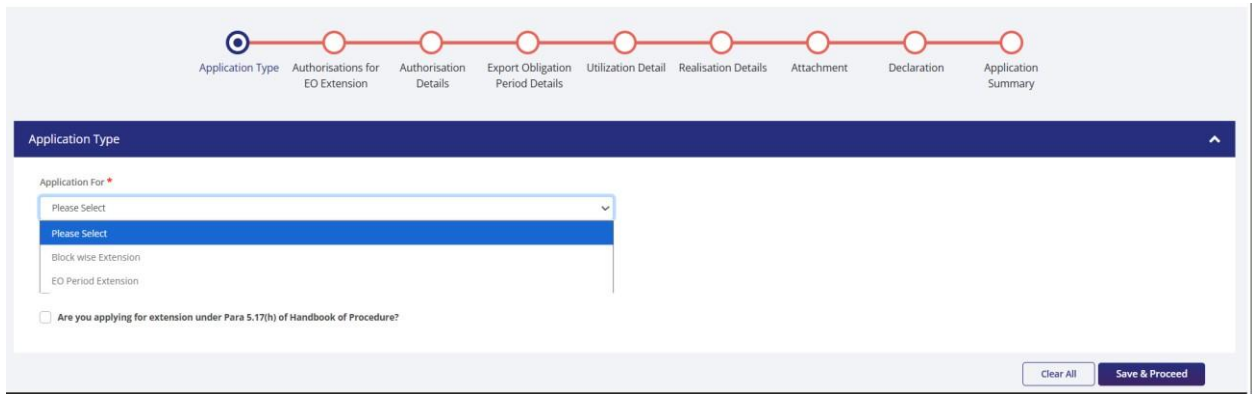 Application Type
Authorisations for
EO Extension
Authorisation
Details
Export Obligation
Period Details
Utilization Detail
Realisation Details
Attachment
Declaration
Application
Summary
Application Type
Application For *
Please Select
Please Select
Block wise Extension
EO Period Extension
Are you applying for extension under Para 5.17(h) of Handbook of Procedure?
Clear All
Save & Proceed